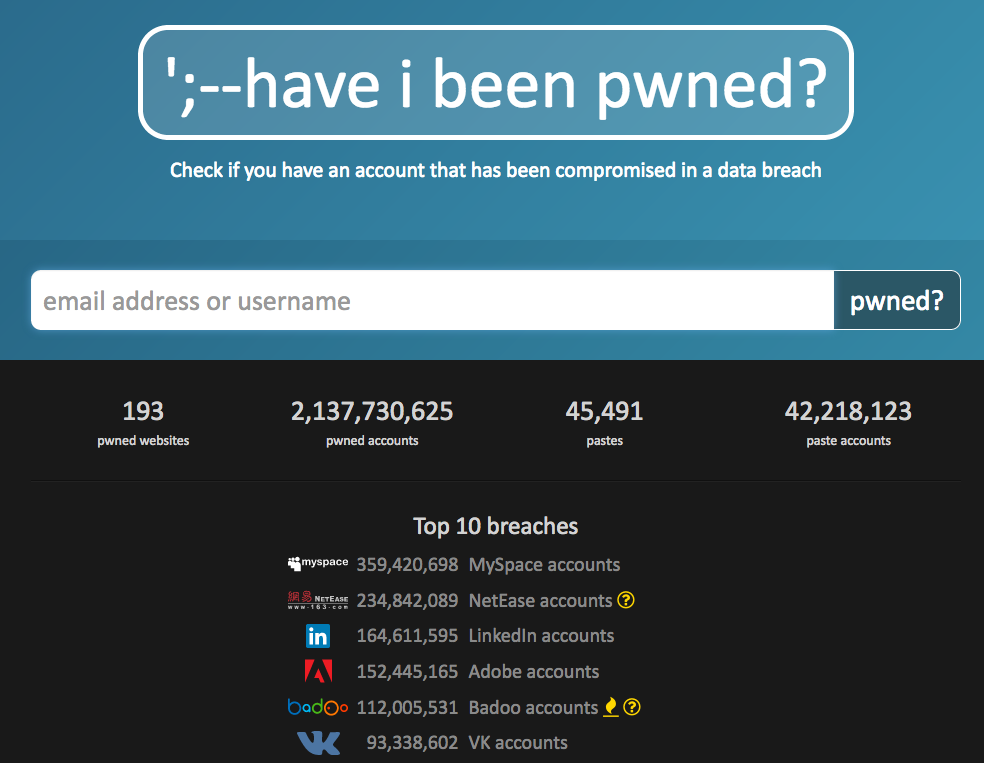 ';--have i been pwned?
Check if you have an account that has been compromised in a data breach
email address or username pwned?
193 2,137,730,625 45,491 42,218,123
pwned websites pwned accounts pastes paste accounts
Top 10 breaches
myspace 359,420,698 MySpace accounts
網易 NETEASE www.163.com 234,842,089 NetEase accounts ?
in 164,611,595 LinkedIn accounts
152,445,165 Adobe accounts
badoo 112,005,531 Badoo accounts ?
VK 93,338,602 VK accounts